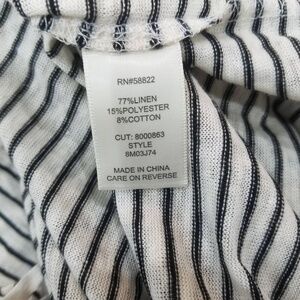 RN#58822
77%LINEN
15%POLYESTER
8%COTTON
CUT: 8000863
STYLE
8M03J74
MADE IN CHINA
CARE ON REVERSE